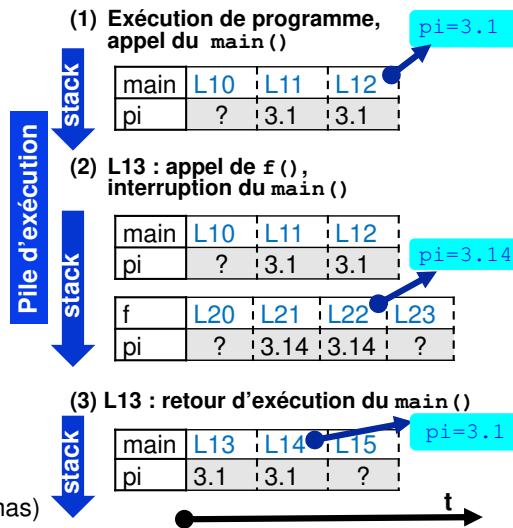 (1) Exécution de programme,
appel du main()
pi=3.1
main L10 L11 L12
pi ? 3.1 3.1
stack
Pile d'exécution
(2) L13 : appel de f(),
interruption du main()
main L10 L11 L12
pi ? 3.1 3.1
pi=3.14
f L20 L21 L22 L23
pi ? 3.14 3.14 ?
stack
(3) L13 : retour d'exécution du main()
pi=3.1
main L13 L14 L15
pi 3.1 3.1 ?
stack
mas)
t